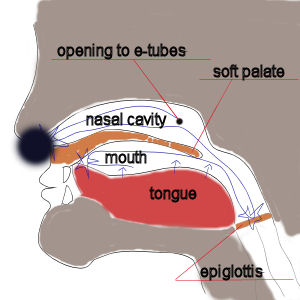 opening to e-tubes
soft palate
nasal cavity
mouth
tongue
epiglottis